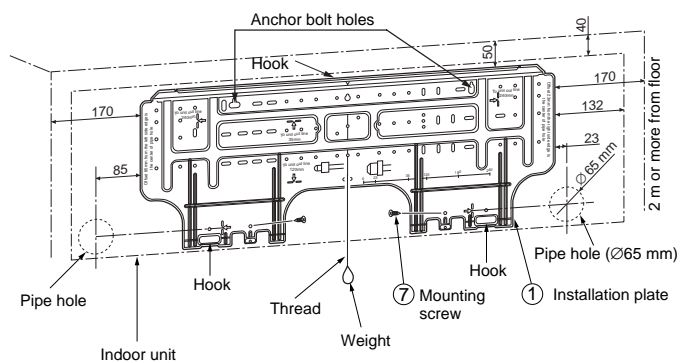 Anchor bolt holes
Hook
40
50
170
170
132
23
85
Ø 65 mm
2 m or more from floor
Pipe hole
Hook
Thread
Weight
7 Mounting
screw
Hook
Pipe hole (Ø65 mm)
1 Installation plate
Indoor unit